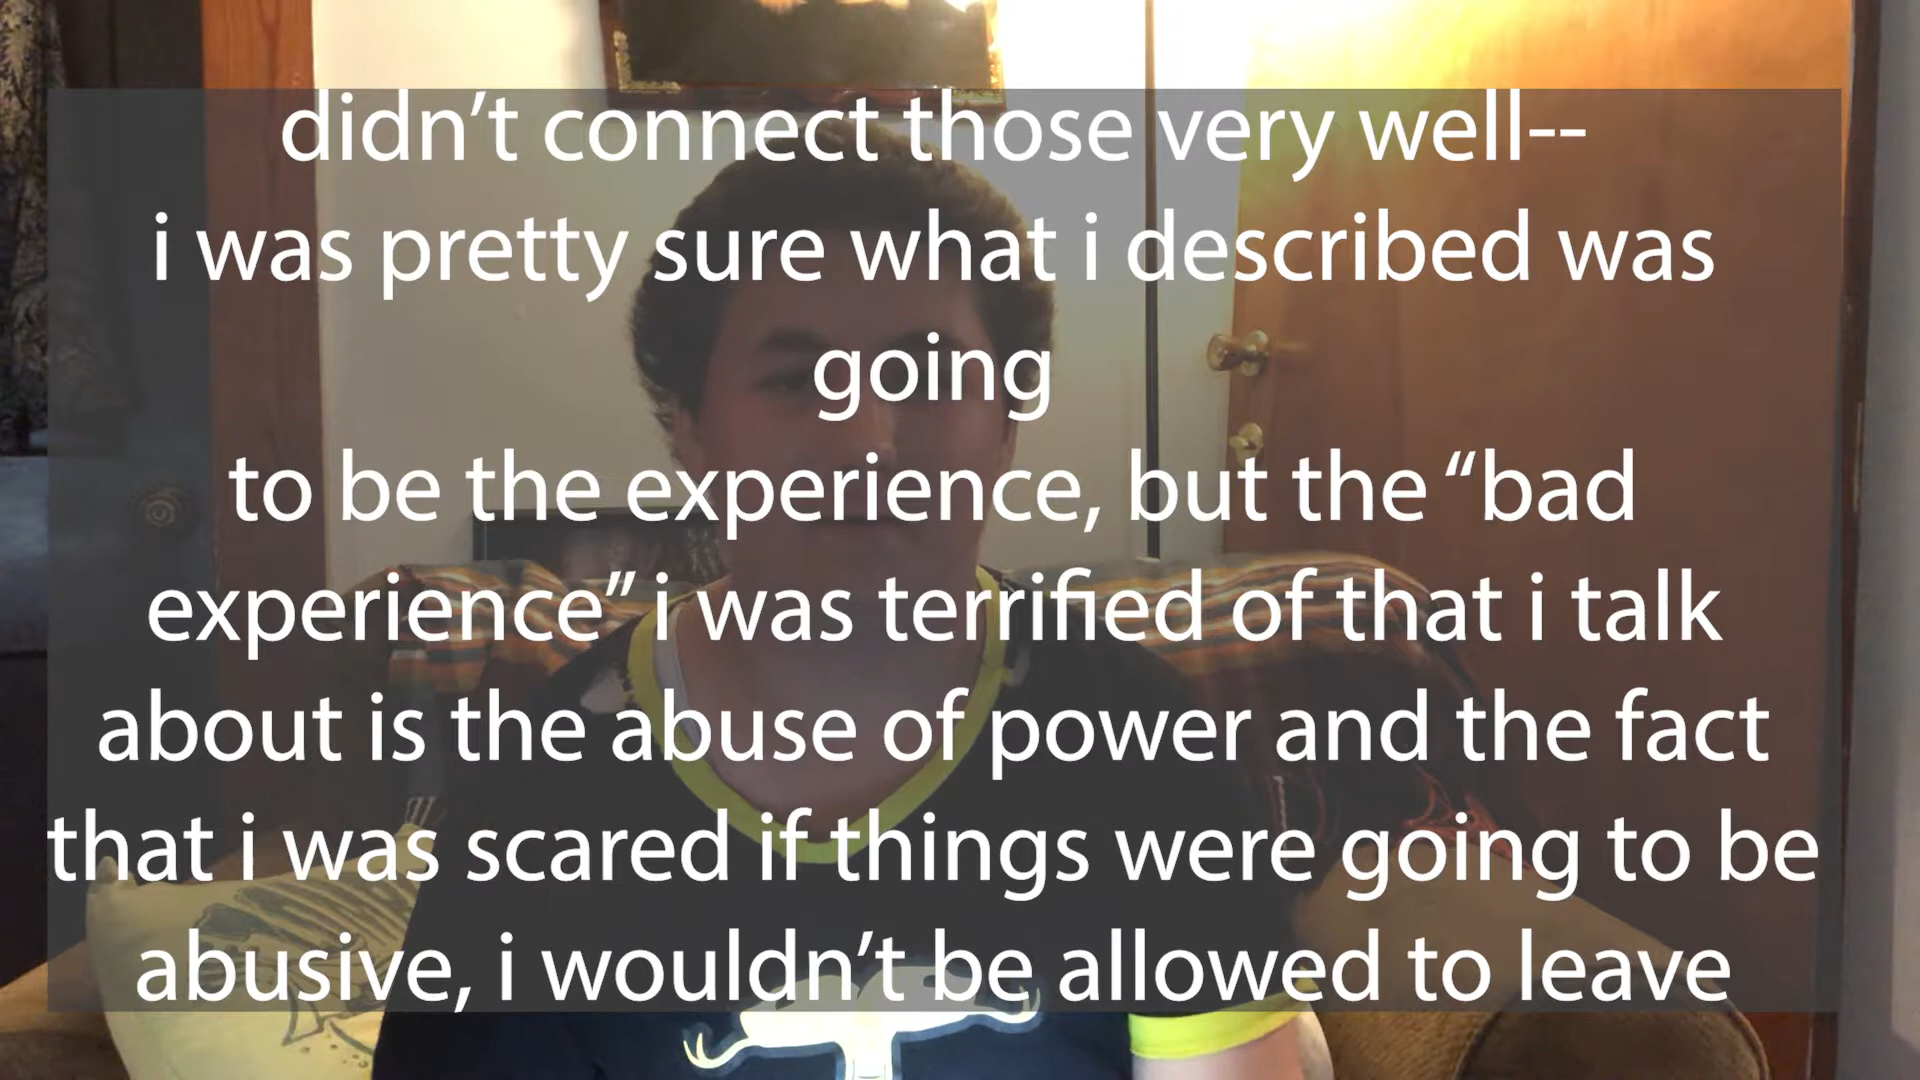 didn’t connect those very well--
i was pretty sure what i described was
going
to be the experience, but the “bad
experience” i was terrified of that i talk
about is the abuse of power and the fact
that i was scared if things were going to be
abusive, i wouldn’t be allowed to leave